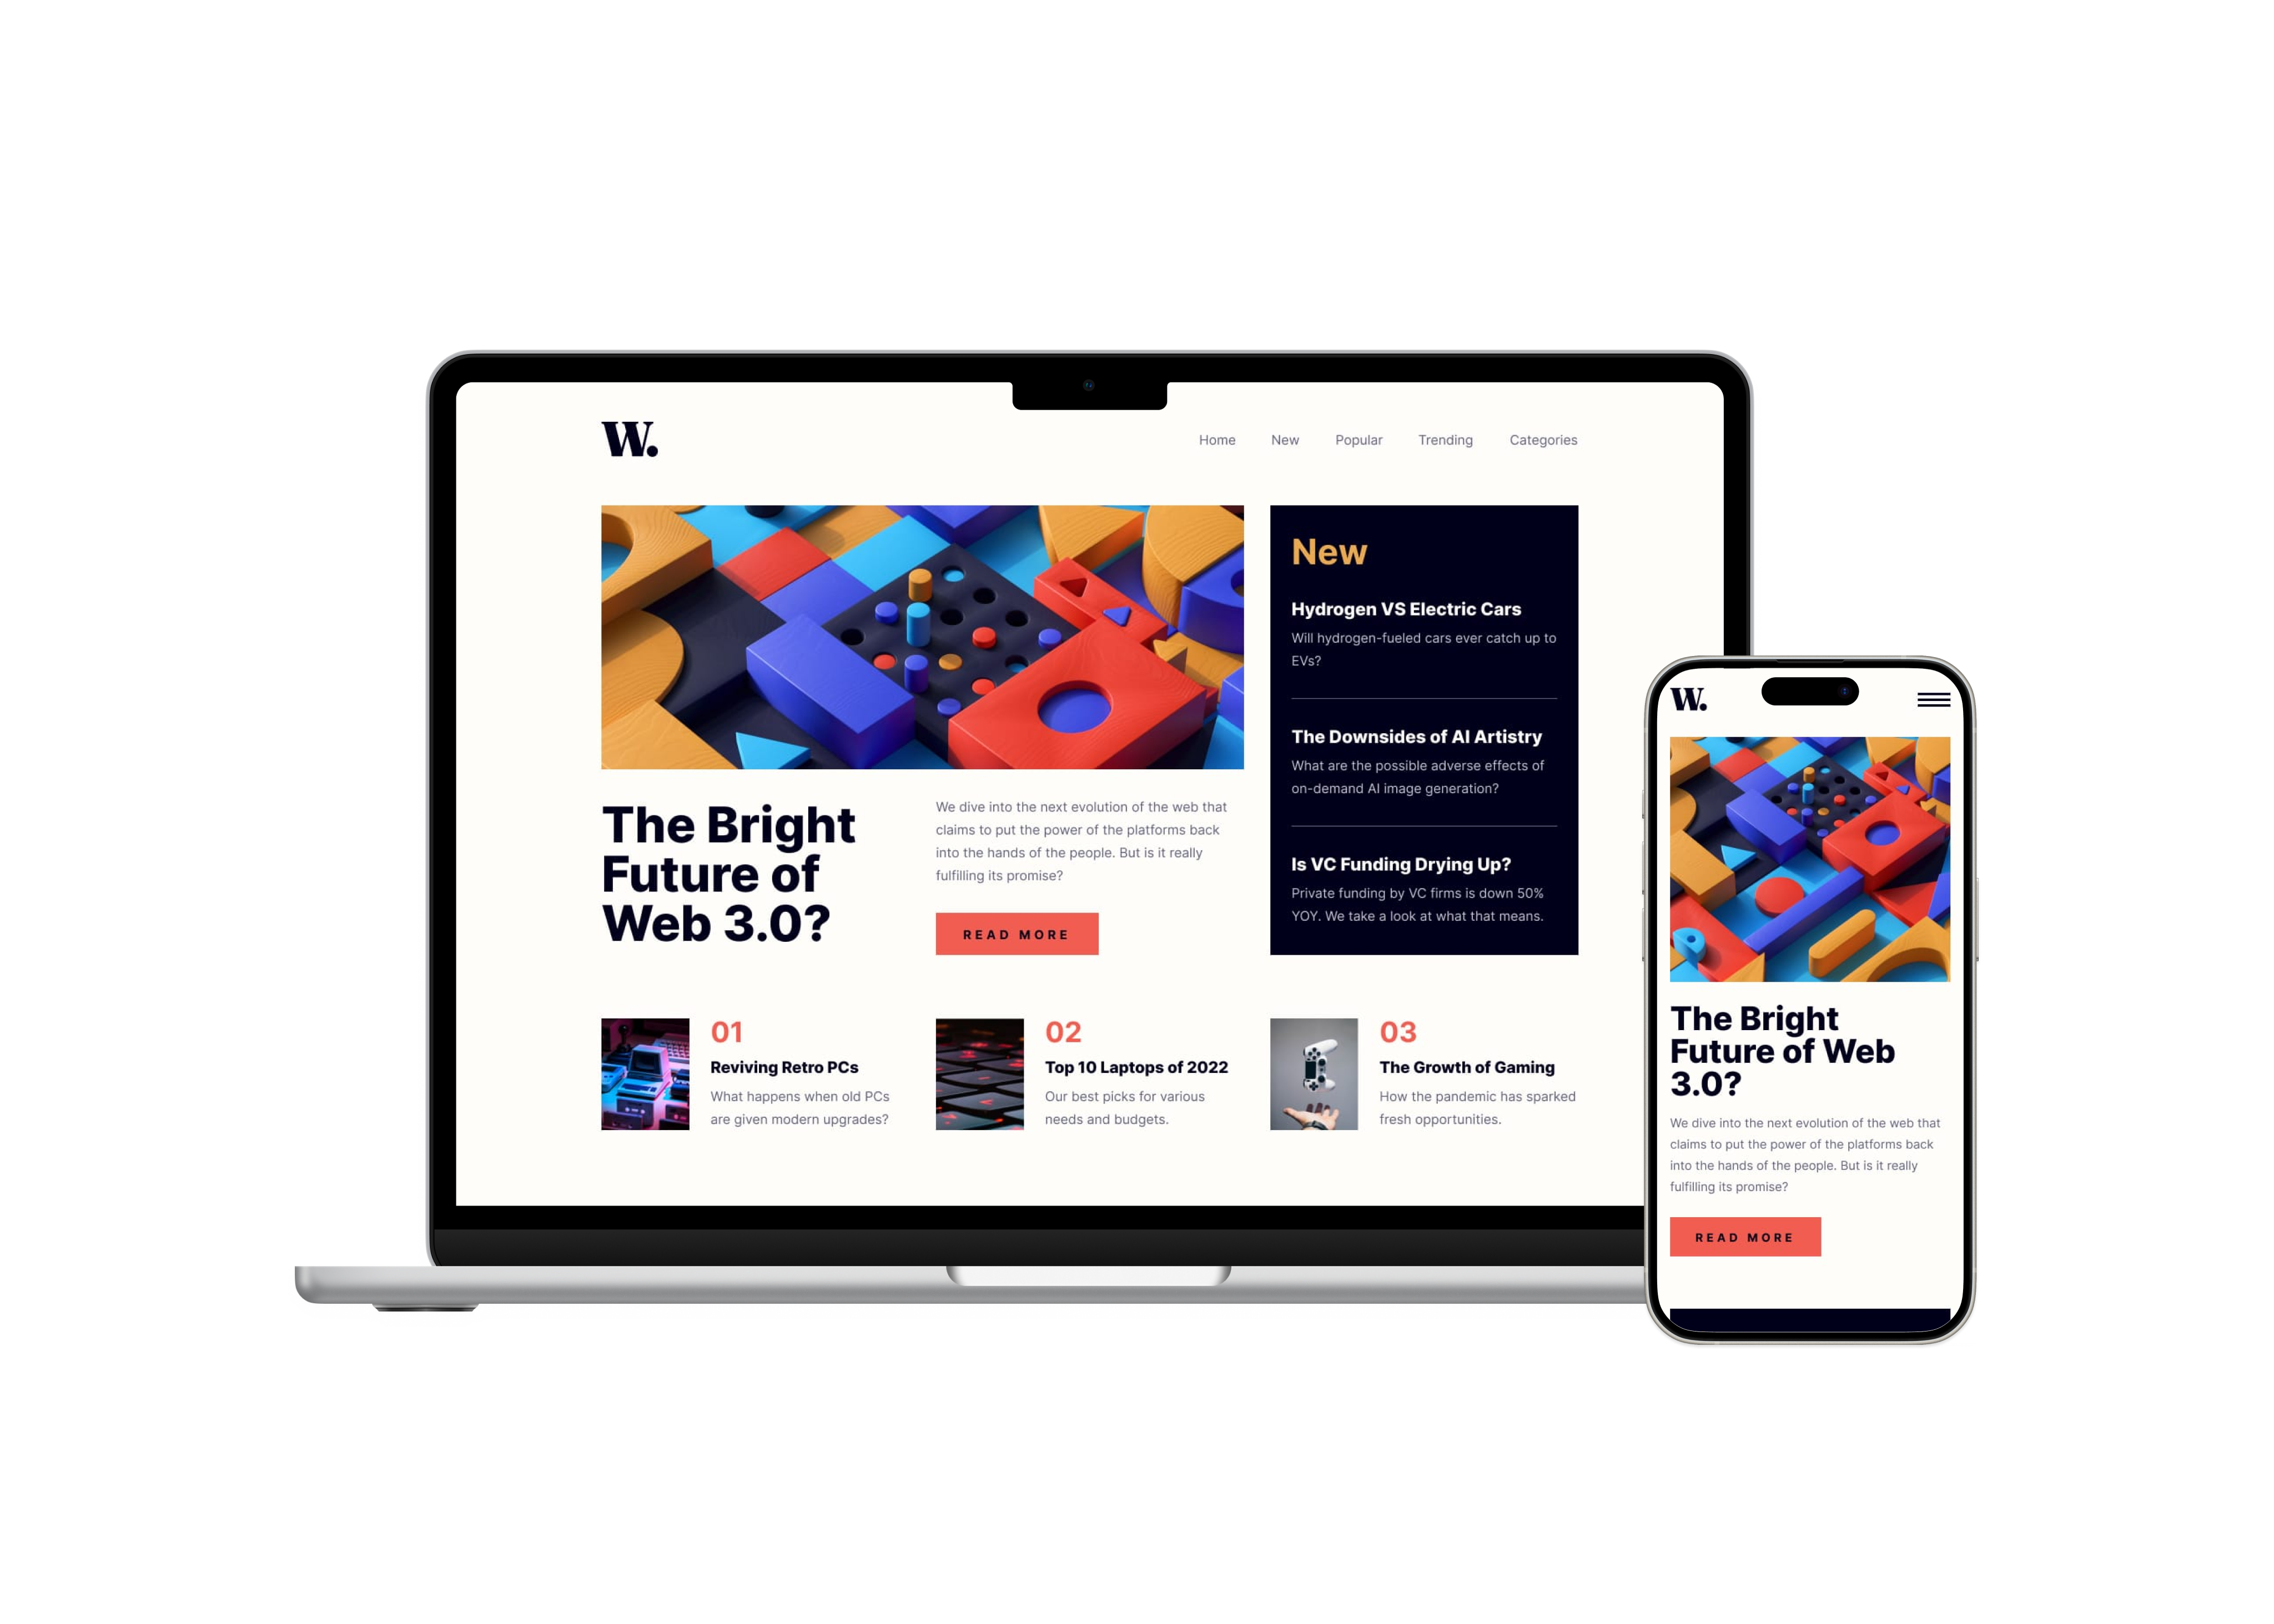 W.
Home New Popular Trending Categories
The Bright
Future of
Web 3.0?
We dive into the next evolution of the web that
claims to put the power of the platforms back
into the hands of the people. But is it really
fulfilling its promise?
READ MORE
New
Hydrogen VS Electric Cars
Will hydrogen-fueled cars ever catch up to
EVs?
The Downsides of AI Artistry
What are the possible adverse effects of
on-demand AI image generation?
Is VC Funding Drying Up?
Private funding by VC firms is down 50%
YOY. We take a look at what that means.
01
Reviving Retro PCs
What happens when old PCs
are given modern upgrades?
02
Top 10 Laptops of 2022
Our best picks for various
needs and budgets.
03
The Growth of Gaming
How the pandemic has sparked
fresh opportunities.
W.
The Bright
Future of Web
3.0?
We dive into the next evolution of the web that
claims to put the power of the platforms back
into the hands of the people. But is it really
fulfilling its promise?
READ MORE